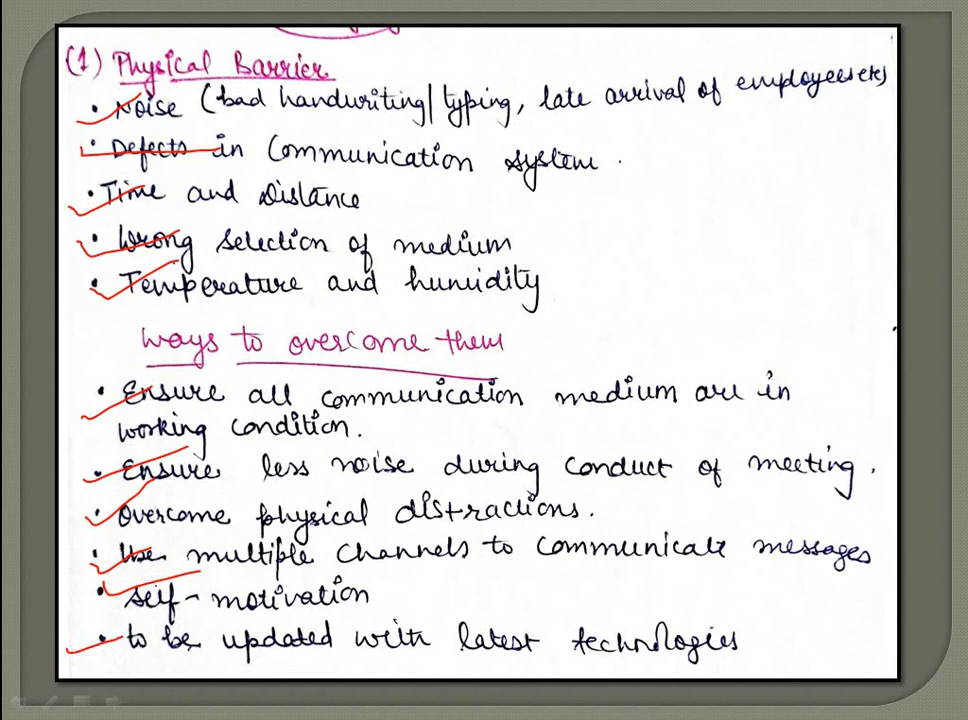 (1) Physical Barrier
• Noise (bad handwriting/typing, late arrival of employees etc)
• Defects in Communication system.
• Time and Distance
• Wrong selection of medium
• Temperature and humidity
Ways to overcome them
• Ensure all communication medium are in
working condition.
• Ensure less noise during conduct of meeting.
• Overcome physical distractions.
• Use multiple channels to communicate messages
• Self-motivation
• to be updated with latest technologies